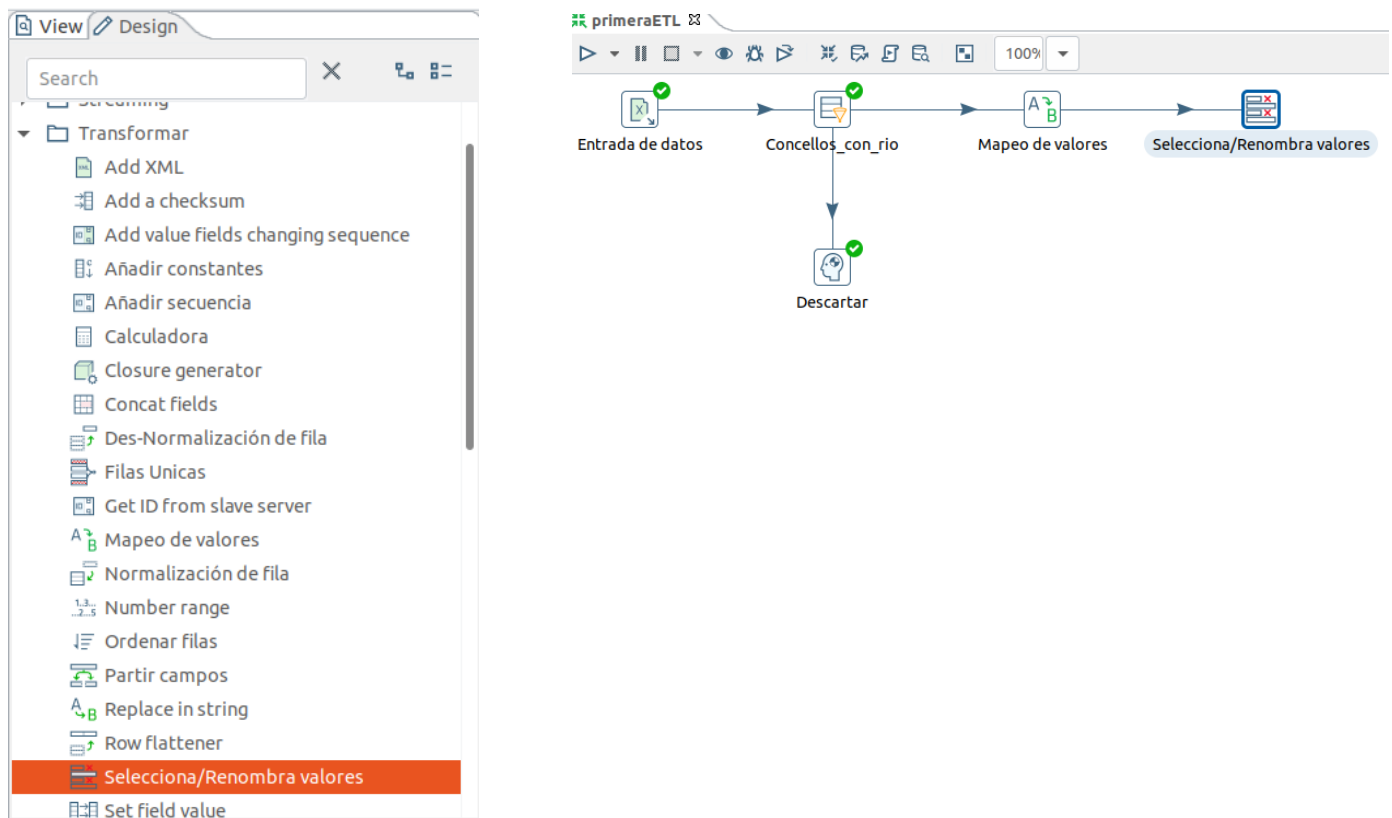 View
Design
Search
Streaming
Transformar
Add XML
Add a checksum
Add value fields changing sequence
Añadir constantes
Añadir secuencia
Calculadora
Closure generator
Concat fields
Des-Normalización de fila
Filas Unicas
Get ID from slave server
Mapeo de valores
Normalización de fila
Number range
Ordenar filas
Partir campos
Replace in string
Row flattener
Selecciona/Renombra valores
Set field value
primeraETL
100%
Entrada de datos
Concellos_con_rio
Mapeo de valores
Selecciona/Renombra valores
Descartar